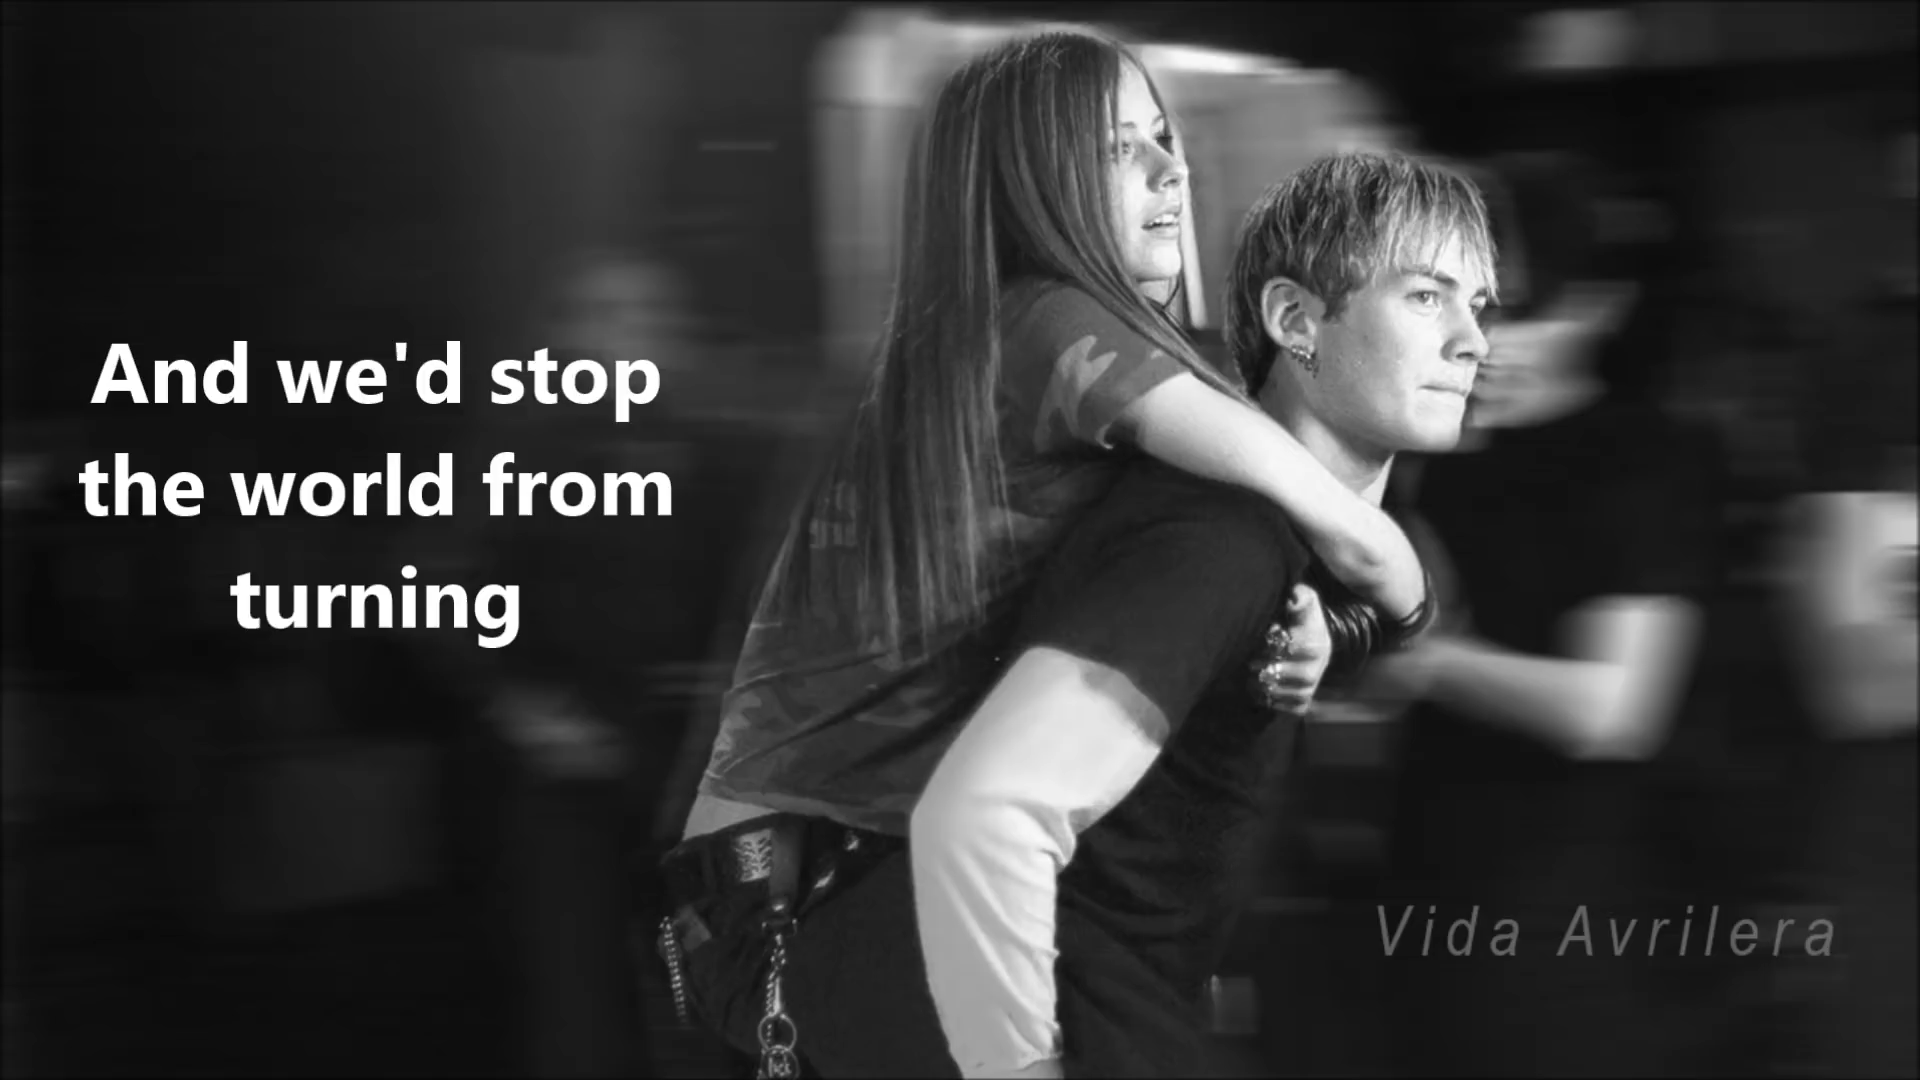 And we'd stop
the world from
turning
Vida Avrilera